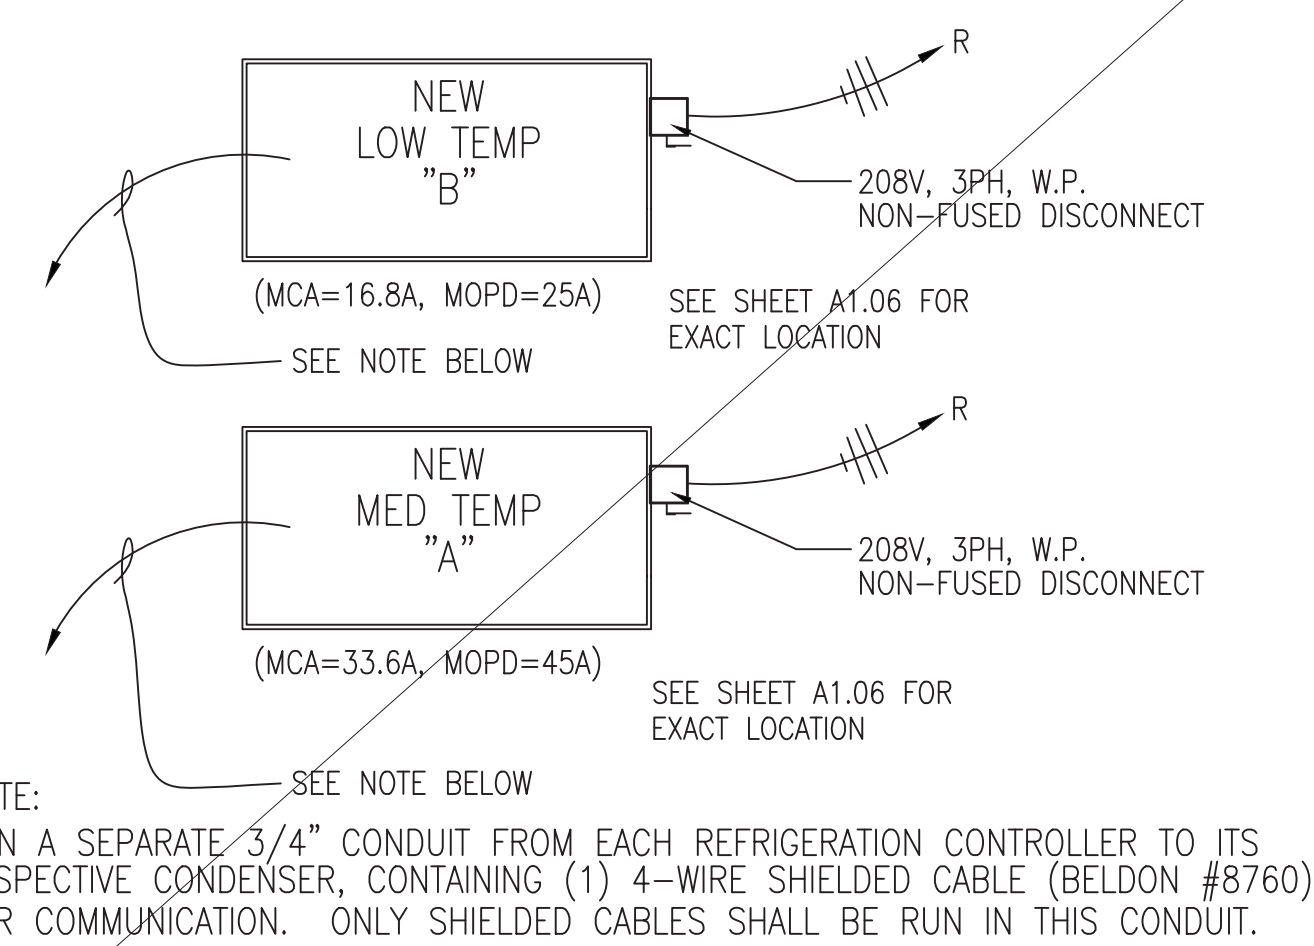 R
NEW
LOW TEMP
"B"
208V, 3PH, W.P.
NON-FUSED DISCONNECT
(MCA=16.8A, MOPD=25A)
SEE SHEET A1.06 FOR
EXACT LOCATION
SEE NOTE BELOW
R
NEW
MED TEMP
"A"
208V, 3PH, W.P.
NON-FUSED DISCONNECT
(MCA=33.6A, MOPD=45A)
SEE SHEET A1.06 FOR
EXACT LOCATION
SEE NOTE BELOW
TE:
N A SEPARATE 3/4" CONDUIT FROM EACH REFRIGERATION CONTROLLER TO ITS
SPECTIVE CONDENSER, CONTAINING (1) 4-WIRE SHIELDED CABLE (BELDON #8760)
R COMMUNICATION. ONLY SHIELDED CABLES SHALL BE RUN IN THIS CONDUIT.